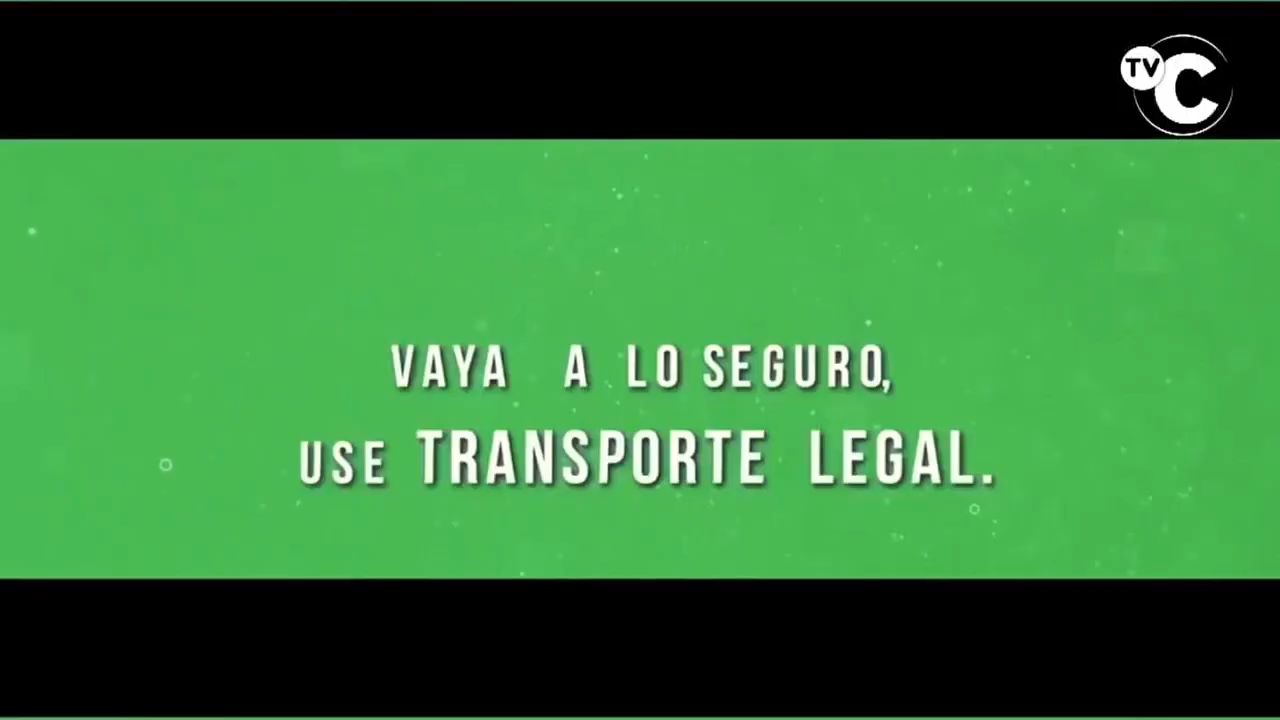 TV C
VAYA A LO SEGURO,
USE TRANSPORTE LEGAL.